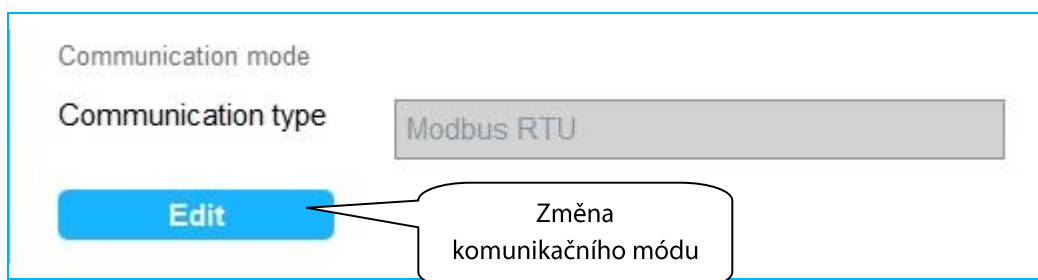 Communication mode
Communication type
Modbus RTU
Edit
Změna
komunikačního módu